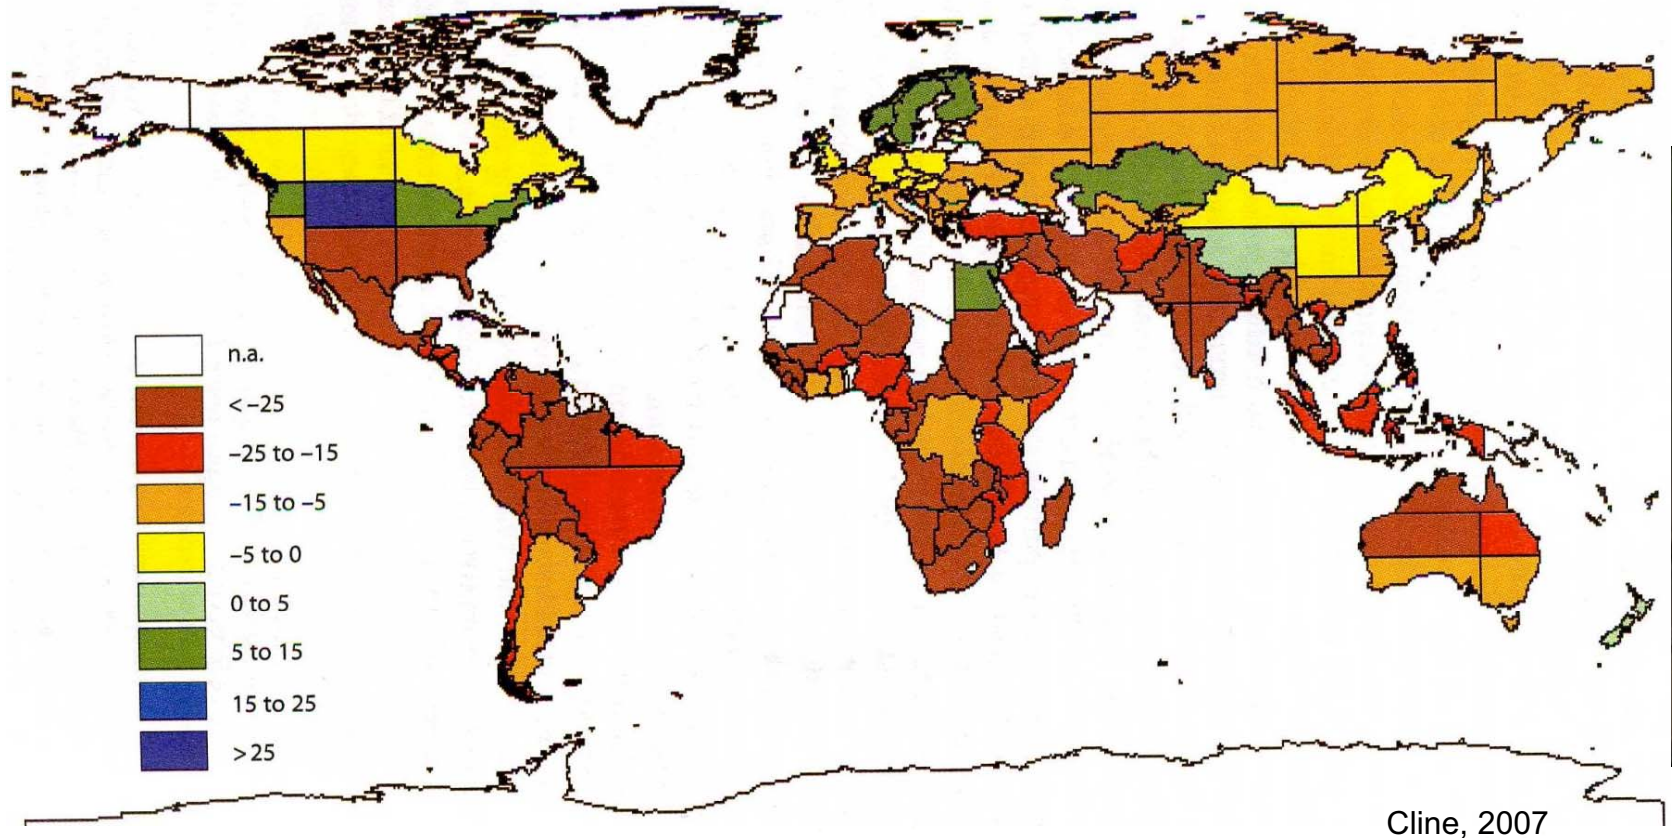 n.a.
< –25
–25 to –15
–15 to –5
–5 to 0
0 to 5
5 to 15
15 to 25
> 25
Cline, 2007